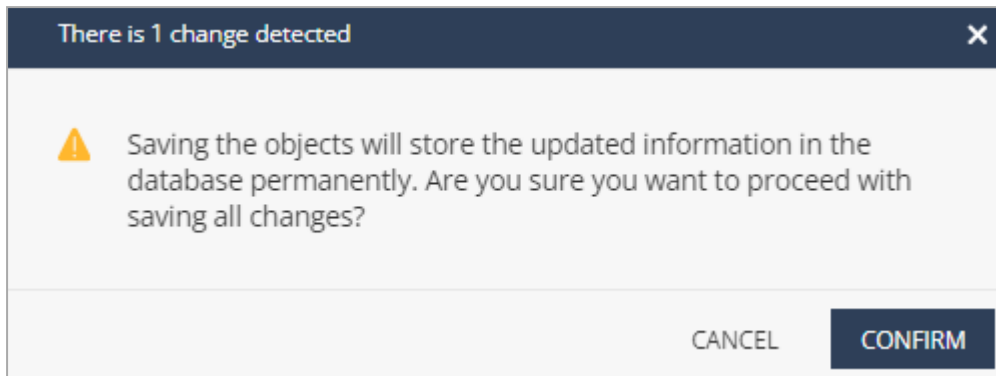 There is 1 change detected
Saving the objects will store the updated information in the
database permanently. Are you sure you want to proceed with
saving all changes?
CANCEL CONFIRM